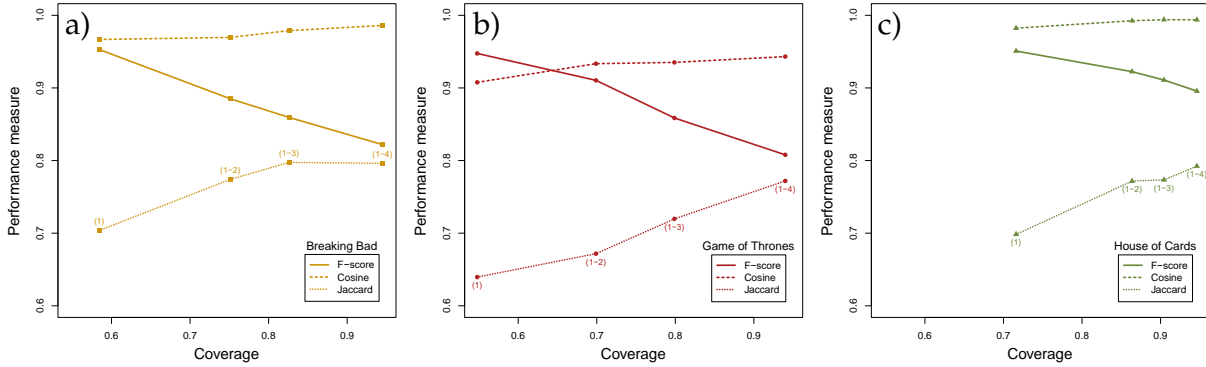 a)
Performance measure
1.0
0.9
0.8
0.7
0.6
(1)
(1−2)
(1−3)
(1−4)
Breaking Bad
F−score
Cosine
Jaccard
0.6 0.7 0.8 0.9
Coverage
b)
Performance measure
1.0
0.9
0.8
0.7
0.6
(1)
(1−2)
(1−3)
(1−4)
Game of Thrones
F−score
Cosine
Jaccard
0.6 0.7 0.8 0.9
Coverage
c)
Performance measure
1.0
0.9
0.8
0.7
0.6
(1)
(1−2)
(1−3)
(1−4)
House of Cards
F−score
Cosine
Jaccard
0.6 0.7 0.8 0.9
Coverage